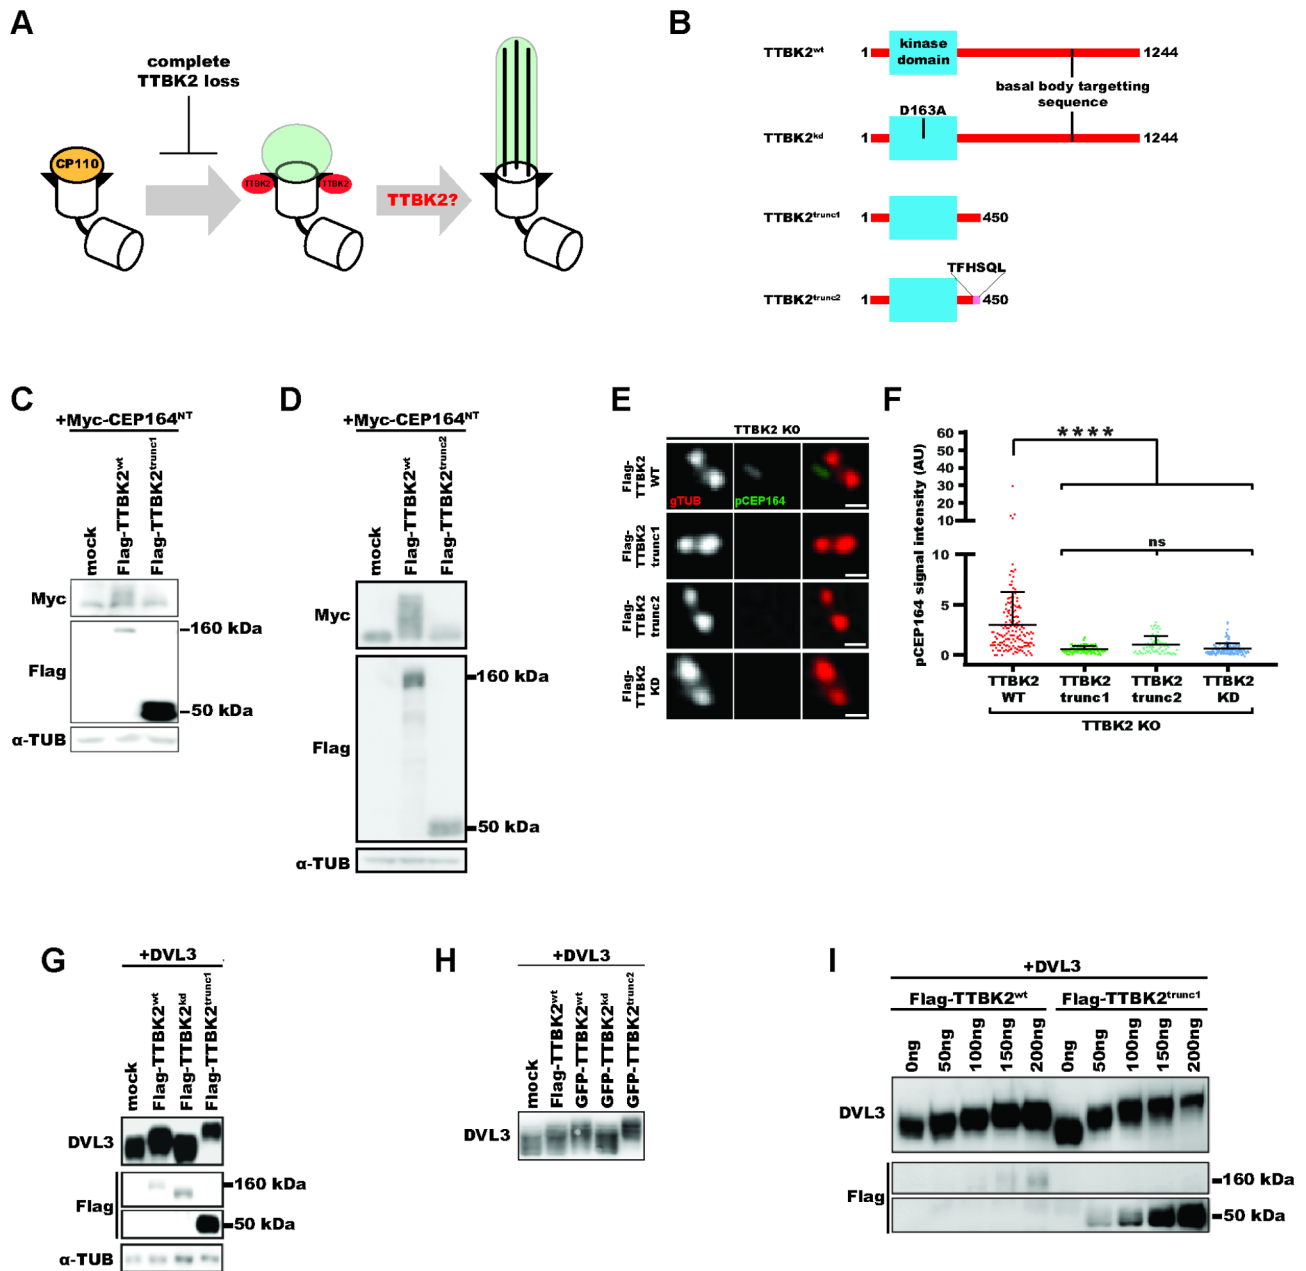 A
complete
TTBK2 loss
CP110
TTBK2
TTBK2
TTBK2?
B
TTBK2wt
1
kinase
domain
1244
basal body targetting
sequence
D163A
TTBK2kd
1
1244
TTBK2trunc1
1
450
TFHSQL
TTBK2trunc2
1
450
C
+Myc-CEP164NT
mock
Flag-TTBK2wt
Flag-TTBK2trunc1
Myc
Flag
160 kDa
50 kDa
α-TUB
D
+Myc-CEP164NT
mock
Flag-TTBK2wt
Flag-TTBK2trunc2
Myc
Flag
160 kDa
50 kDa
α-TUB
E
TTBK2 KO
Flag-
TTBK2
WT
gTUB
pCEP164
Flag-
TTBK2
trunc1
Flag-
TTBK2
trunc2
Flag-
TTBK2
KD
F
pCEP164 signal intensity (AU)
60
50
40
30
20
10
10
5
0
****
ns
TTBK2
WT
TTBK2
trunc1
TTBK2
trunc2
TTBK2
KD
TTBK2 KO
G
+DVL3
mock
Flag-TTBK2wt
Flag-TTBK2kd
Flag-TTBK2trunc1
DVL3
Flag
160 kDa
50 kDa
α-TUB
H
+DVL3
mock
Flag-TTBK2wt
GFP-TTBK2wt
GFP-TTBK2kd
GFP-TTBK2trunc2
DVL3
I
+DVL3
Flag-TTBK2wt
Flag-TTBK2trunc1
0ng
50ng
100ng
150ng
200ng
0ng
50ng
100ng
150ng
200ng
DVL3
Flag
160 kDa
50 kDa